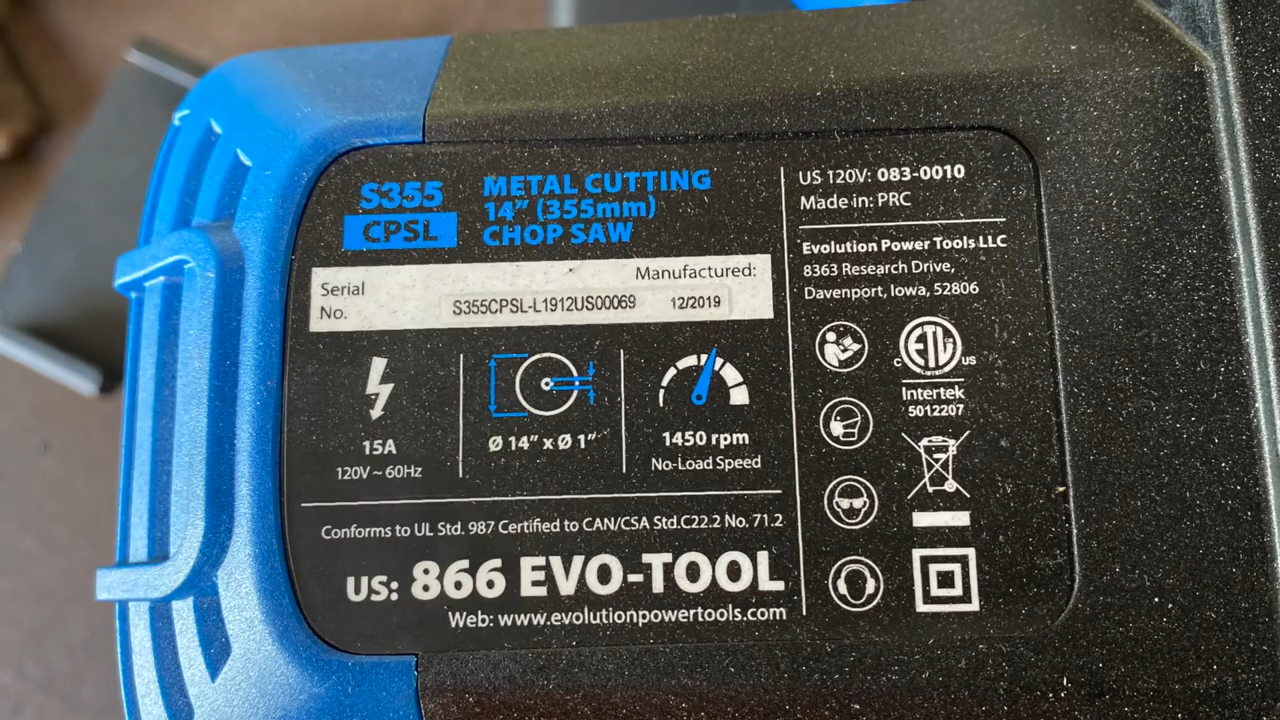 S355
CPSL
METAL CUTTING
14” (355mm)
CHOP SAW
Serial
No.
Manufactured:
S355CPSL-L1912US00069 12/2019
15A
120V ~ 60Hz
Ø 14” x Ø 1”
1450 rpm
No-Load Speed
Conforms to UL Std. 987 Certified to CAN/CSA Std.C22.2 No. 71.2
US: 866 EVO-TOOL
Web: www.evolutionpowertools.com
US 120V: 083-0010
Made in: PRC
Evolution Power Tools LLC
8363 Research Drive,
Davenport, Iowa, 52806
ETL
LISTED
C US
Intertek
5012207